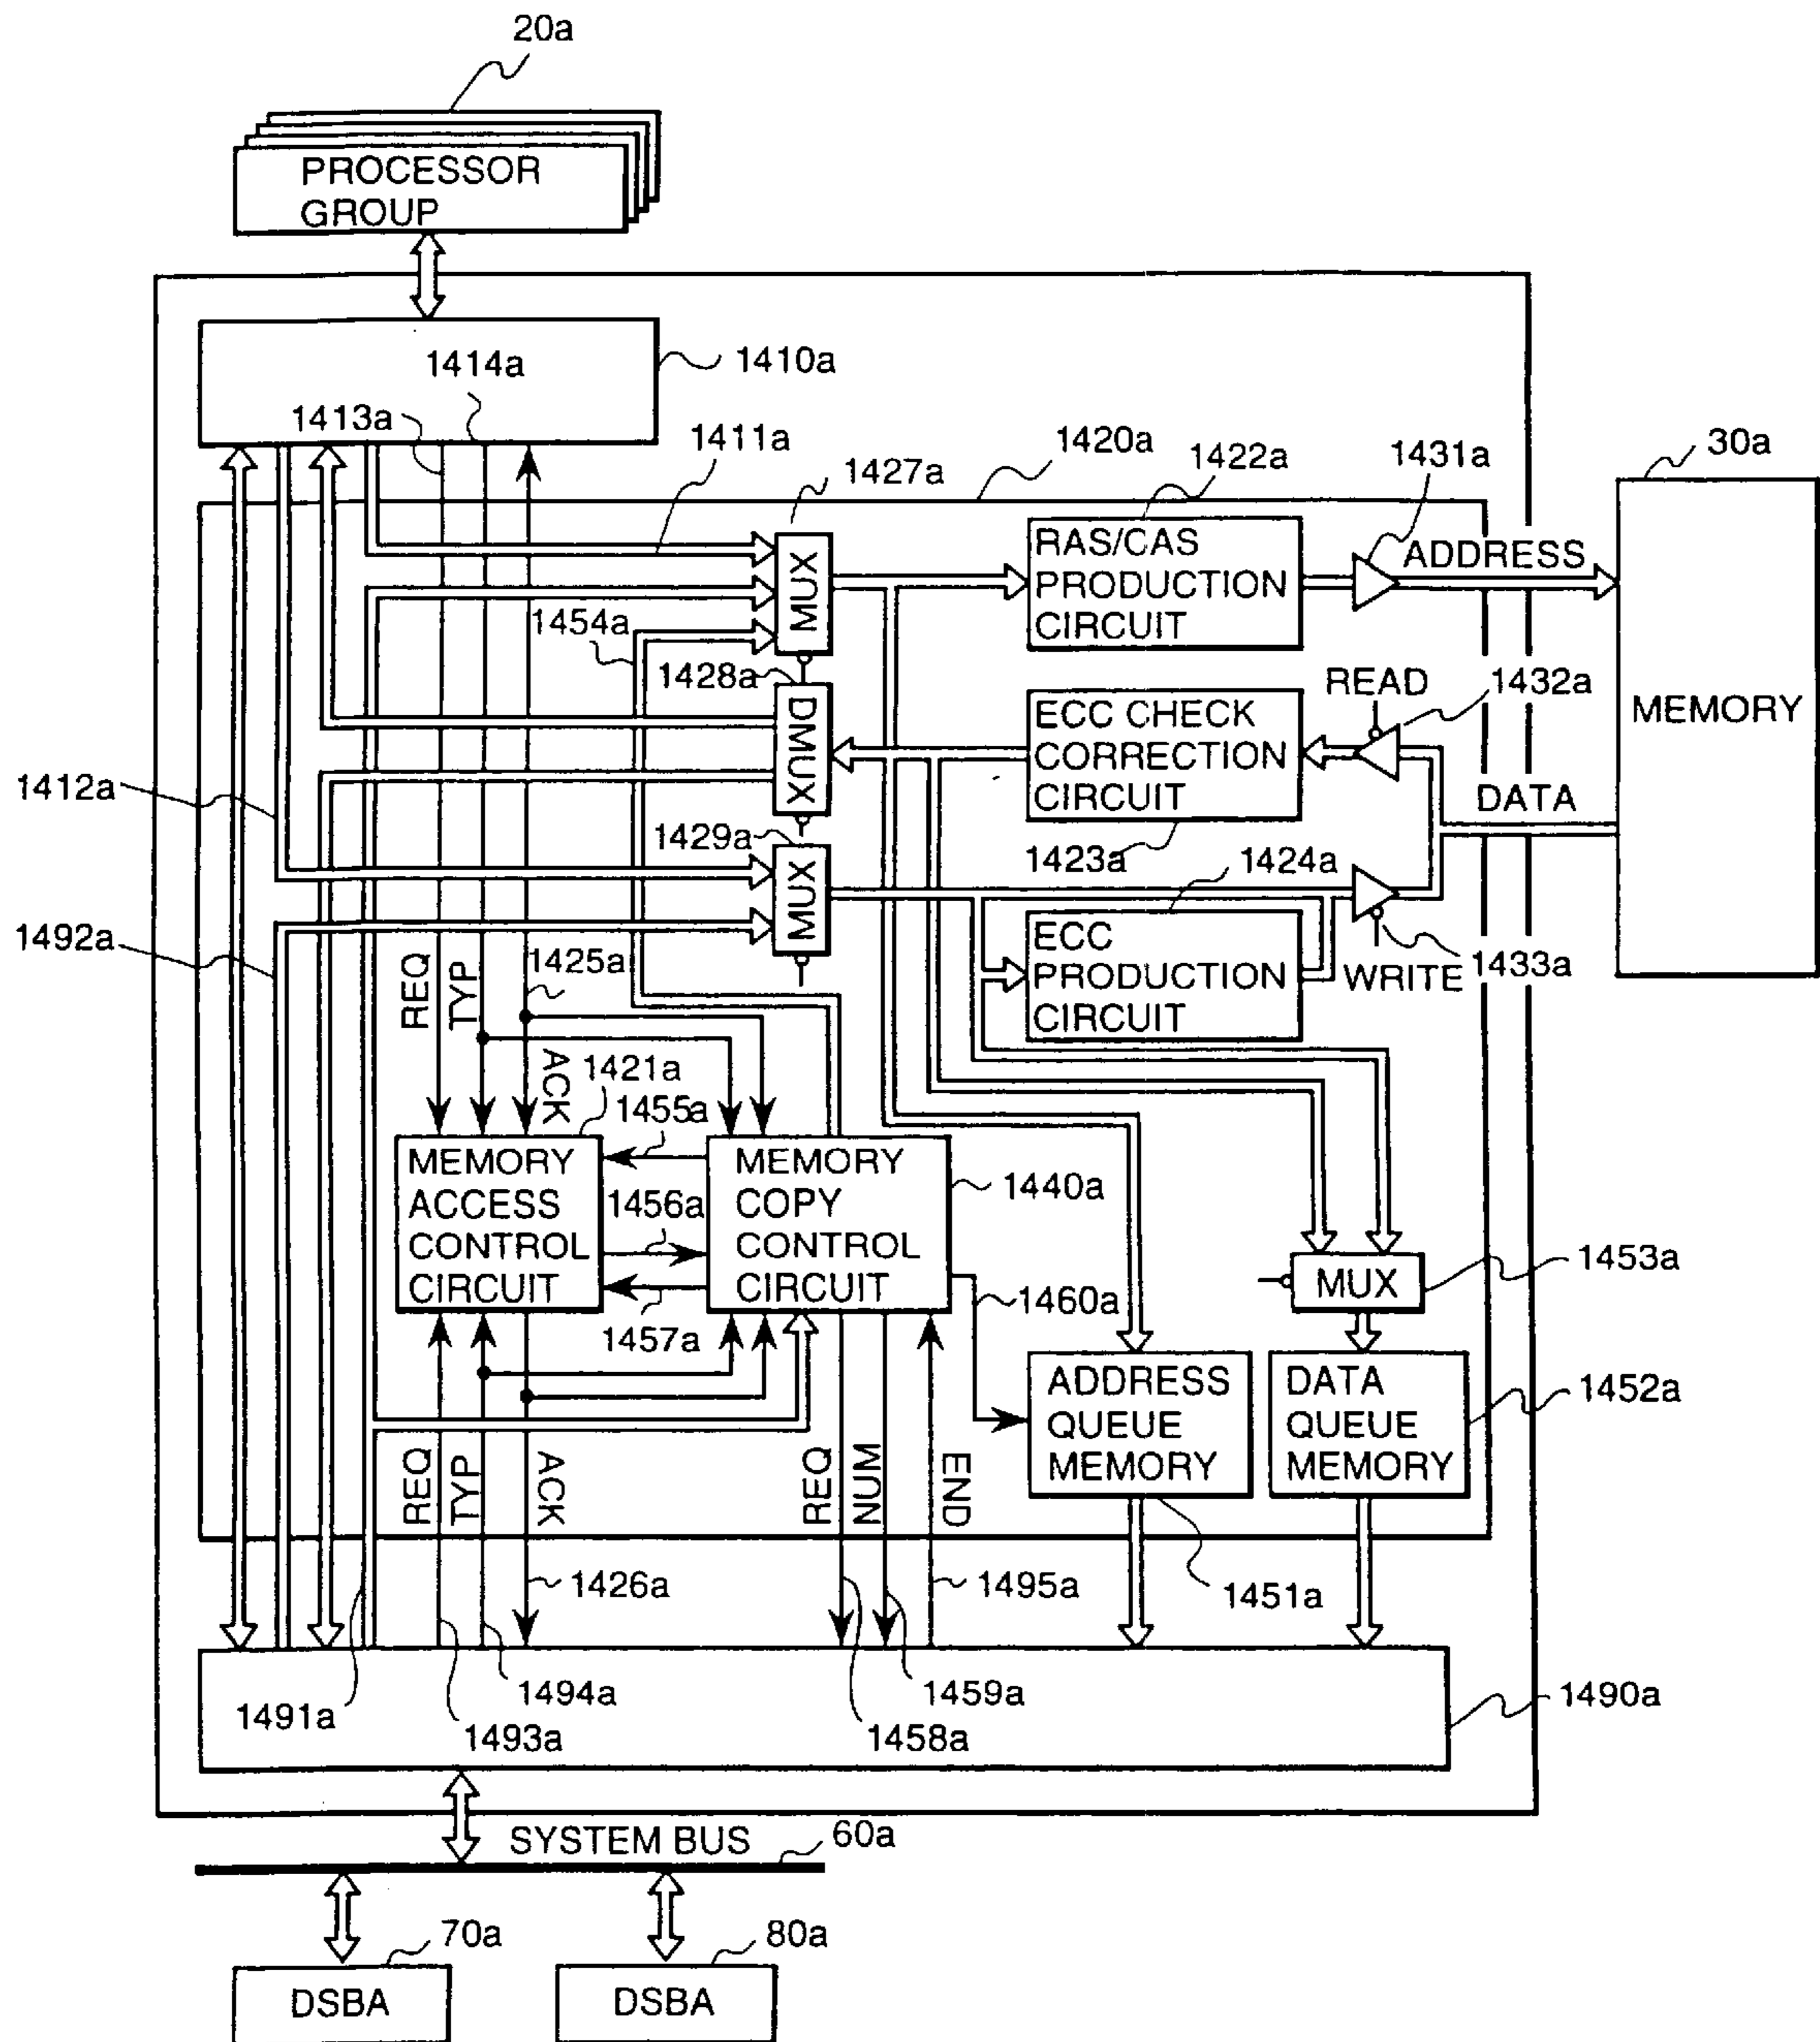 20a
PROCESSOR
GROUP
1414a
1410a
1413a
1411a
1427a
1420a
1422a
1431a
30a
MUX
RAS/CAS
PRODUCTION
CIRCUIT
ADDRESS
1454a
1428a
DMUX
ECC CHECK
CORRECTION
CIRCUIT
READ
1432a
MEMORY
1412a
DATA
1429a
MUX
1423a
1424a
1492a
REQ
TYP
1425a
ECC
PRODUCTION
CIRCUIT
WRITE
1433a
ACK
1421a
1455a
MEMORY
ACCESS
CONTROL
CIRCUIT
1456a
MEMORY
COPY
CONTROL
CIRCUIT
1440a
1457a
1460a
MUX
1453a
ADDRESS
QUEUE
MEMORY
DATA
QUEUE
MEMORY
1452a
REQ
TYP
ACK
REQ
NUM
END
1426a
1495a
1451a
1491a
1494a
1493a
1459a
1458a
1490a
SYSTEM BUS
60a
70a
80a
DSBA
DSBA